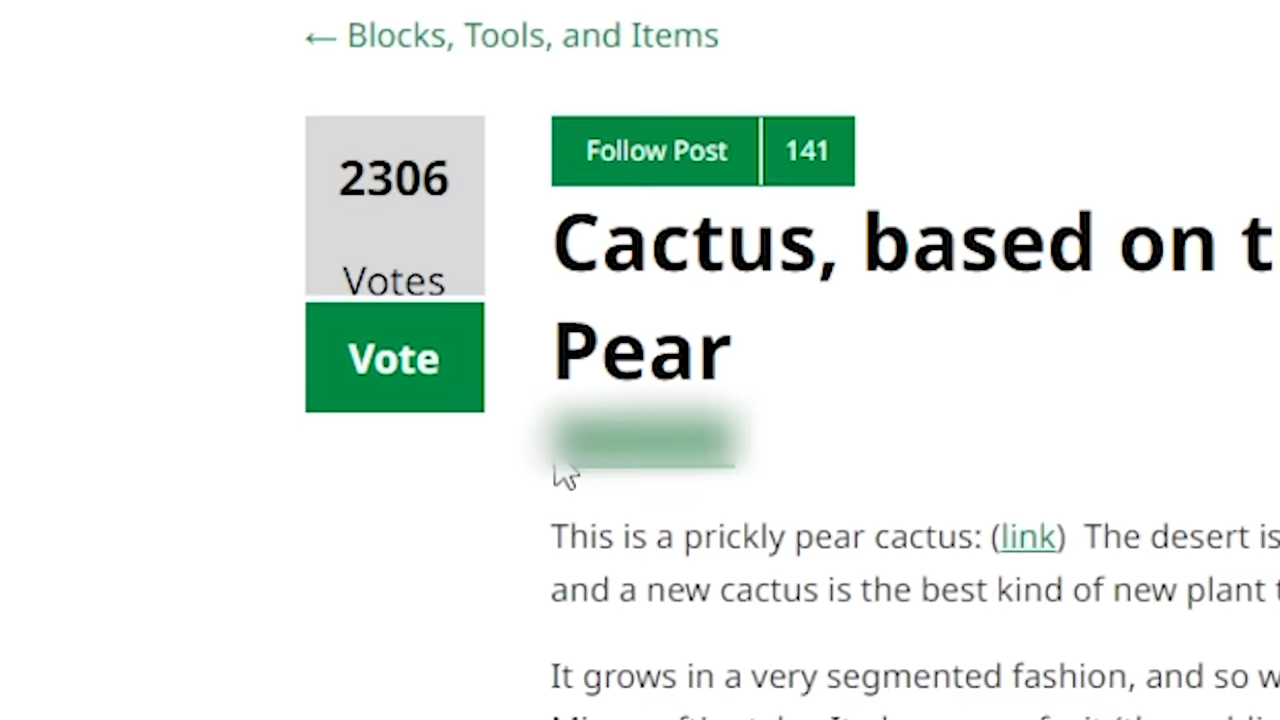 ← Blocks, Tools, and Items
2306
Votes
Vote
Follow Post 141
Cactus, based on t
Pear
This is a prickly pear cactus: (link) The desert is
and a new cactus is the best kind of new plant
It grows in a very segmented fashion, and so w